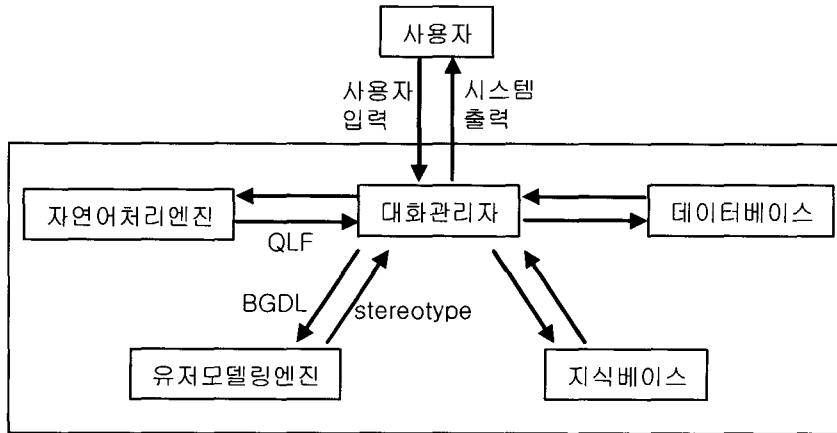 사용자
사용자
입력
시스템
출력
자연어처리엔진
대화관리자
데이터베이스
QLF
BGDL
stereotype
유저모델링엔진
지식베이스